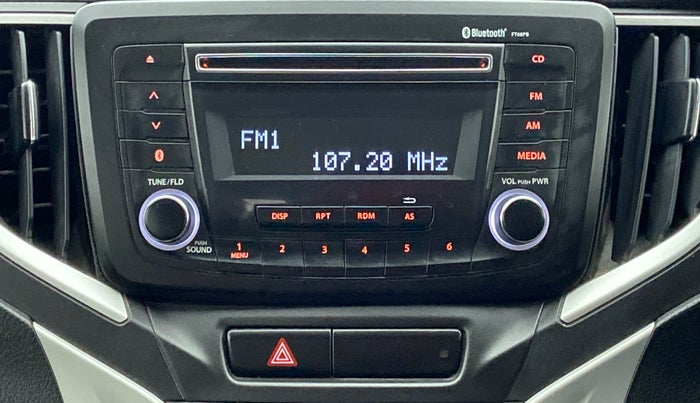 Bluetooth®
PT68P0
CD
FM
AM
MEDIA
FM1
107.20 MHz
TUNE/FLD
VOL PUSH PWR
DISP RPT RDM AS
PUSH
SOUND
1 2 3 4 5 6
MENU